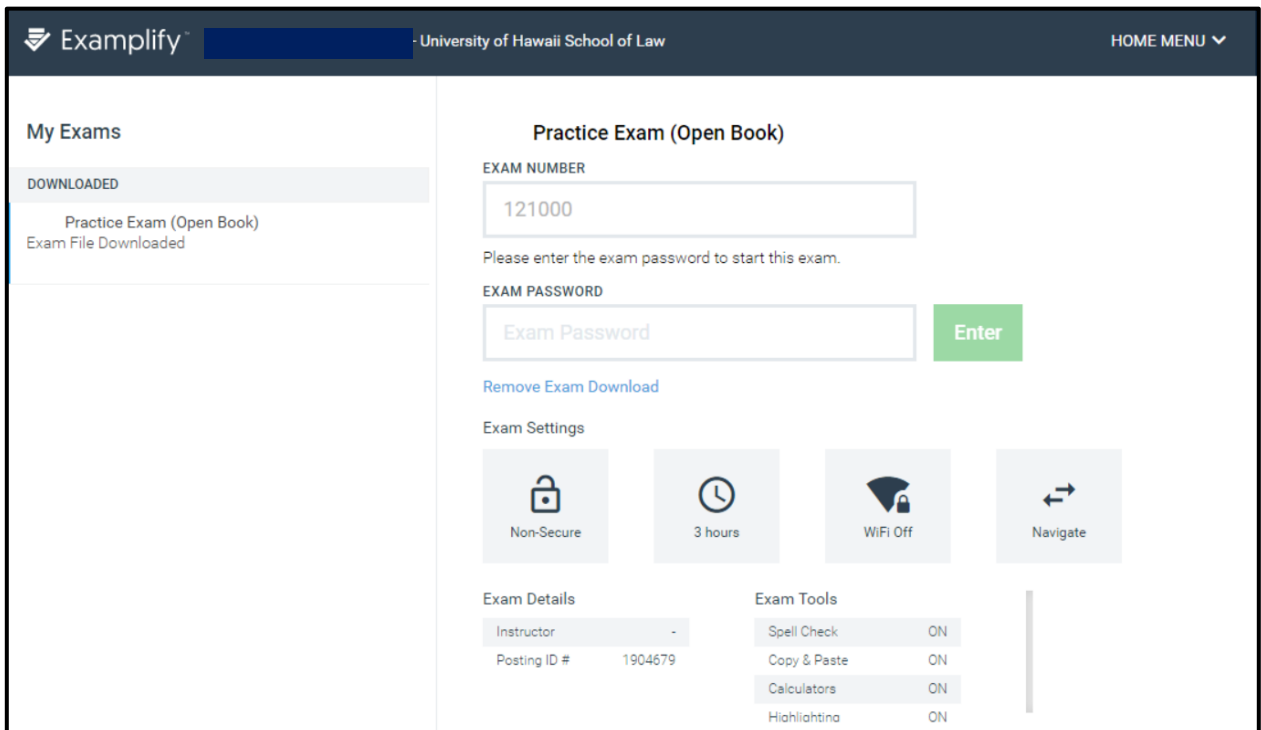 Examplify™ - University of Hawaii School of Law HOME MENU
My Exams
DOWNLOADED
Practice Exam (Open Book)
Exam File Downloaded
Practice Exam (Open Book)
EXAM NUMBER
121000
Please enter the exam password to start this exam.
EXAM PASSWORD
Exam Password Enter
Remove Exam Download
Exam Settings
Non-Secure 3 hours WiFi Off Navigate
Exam Details
Instructor -
Posting ID # 1904679
Exam Tools
Spell Check ON
Copy & Paste ON
Calculators ON
Highlighting ON